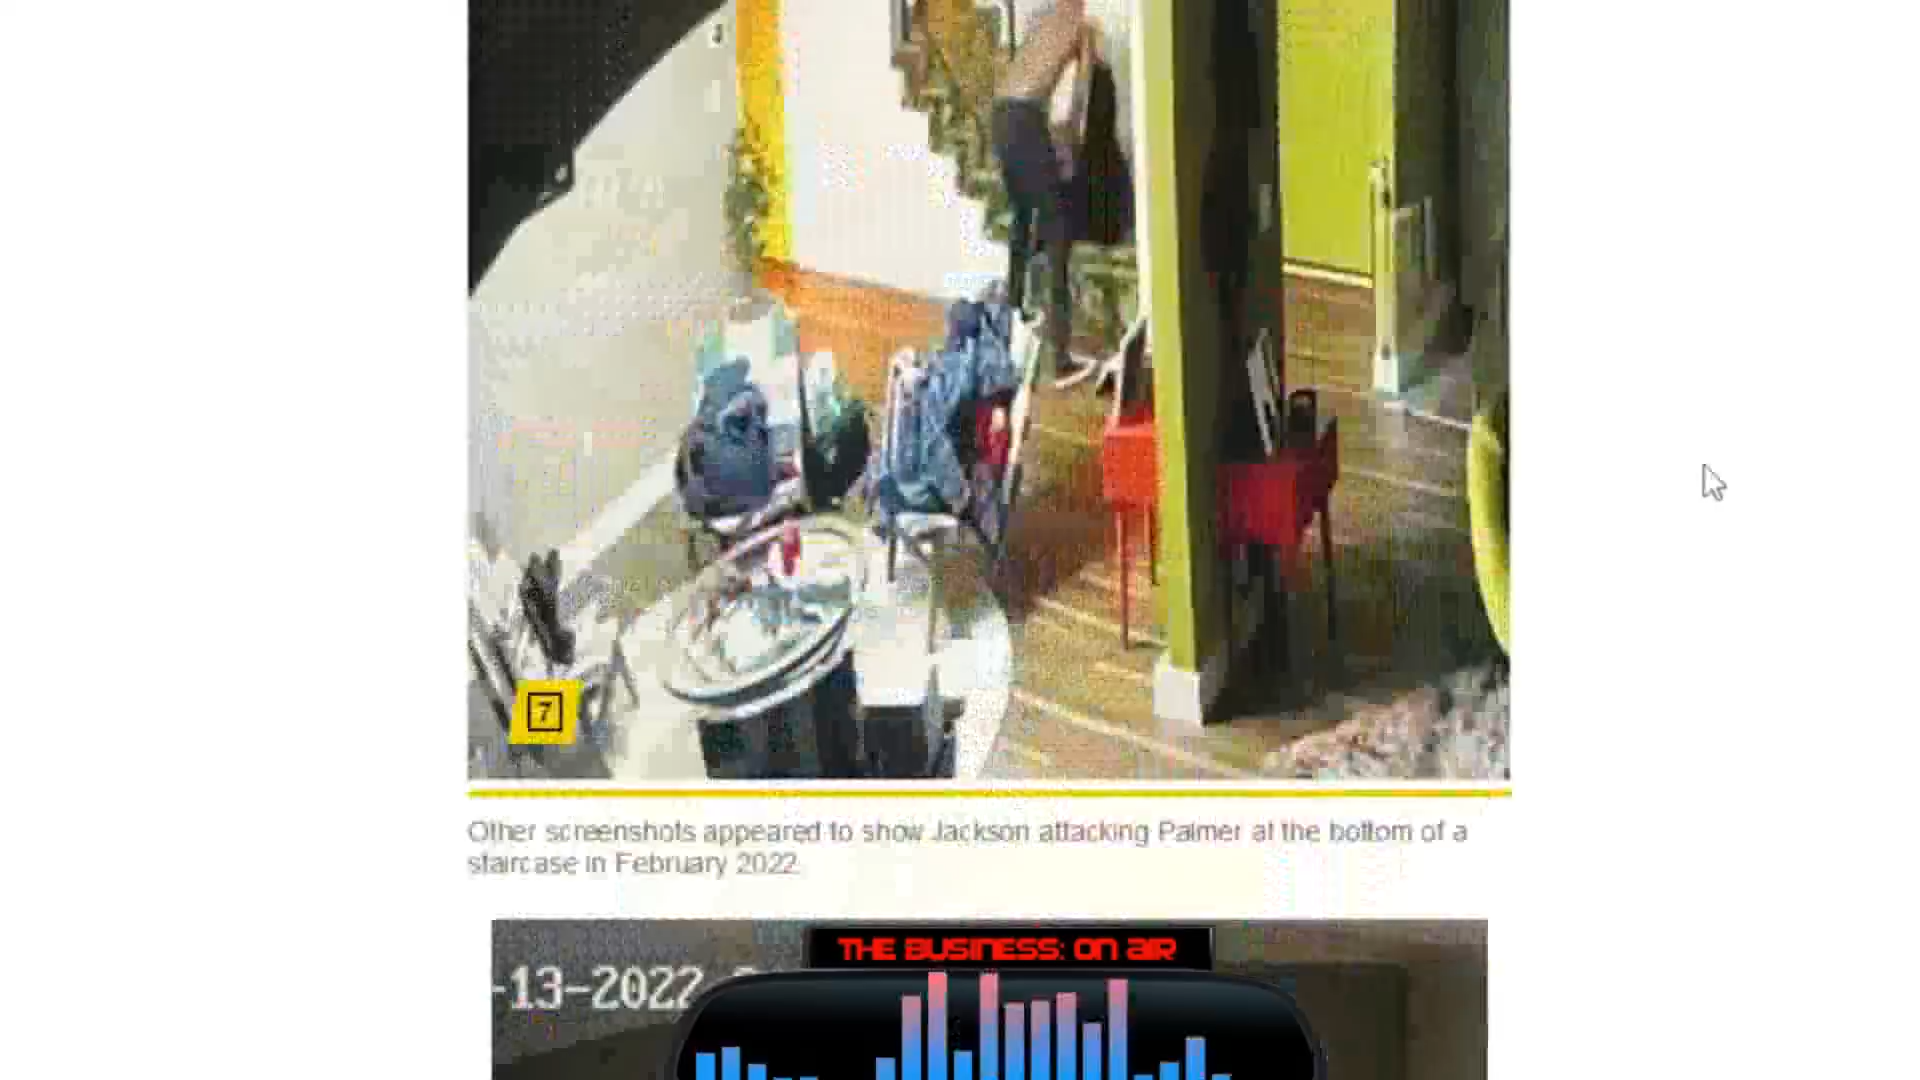 7
Other screenshots appeared to show Jackson attacking Palmer at the bottom of a
staircase in February 2022.
THE BUSINESS: ON AIR
-13-2022